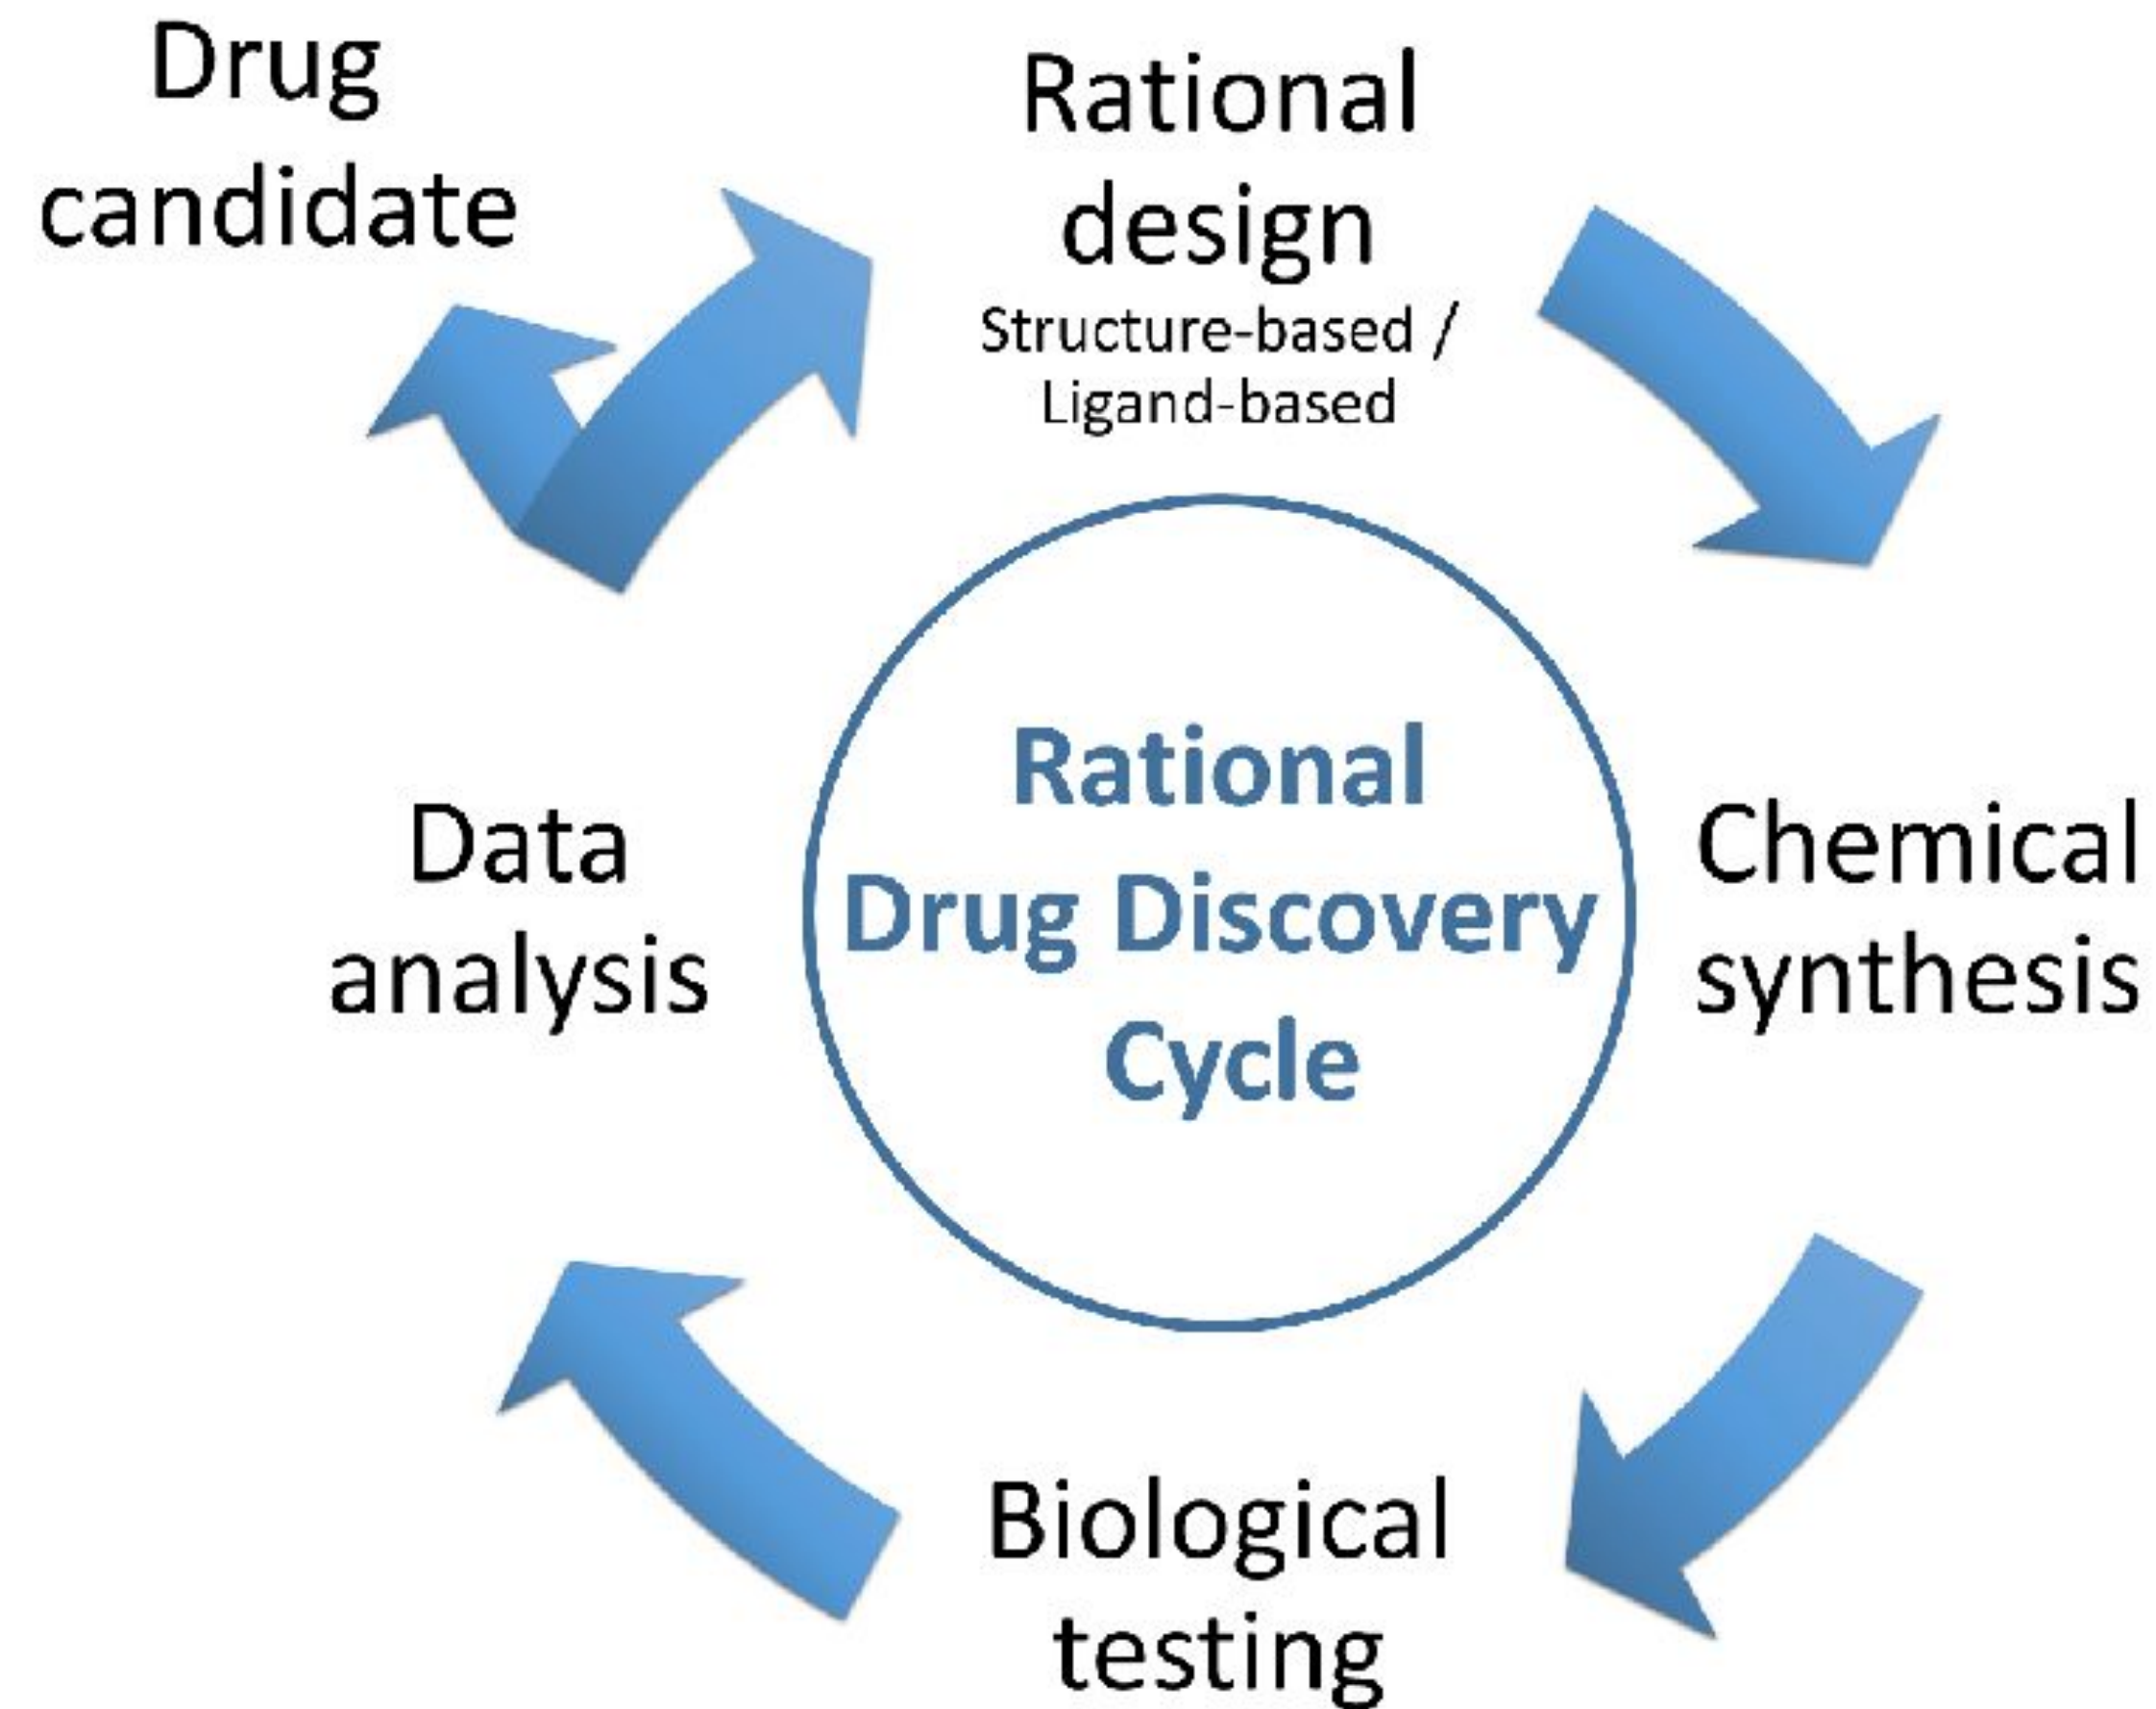 Drug
candidate
Rational
design
Structure-based /
Ligand-based
Rational
Drug Discovery
Cycle
Data
analysis
Chemical
synthesis
Biological
testing